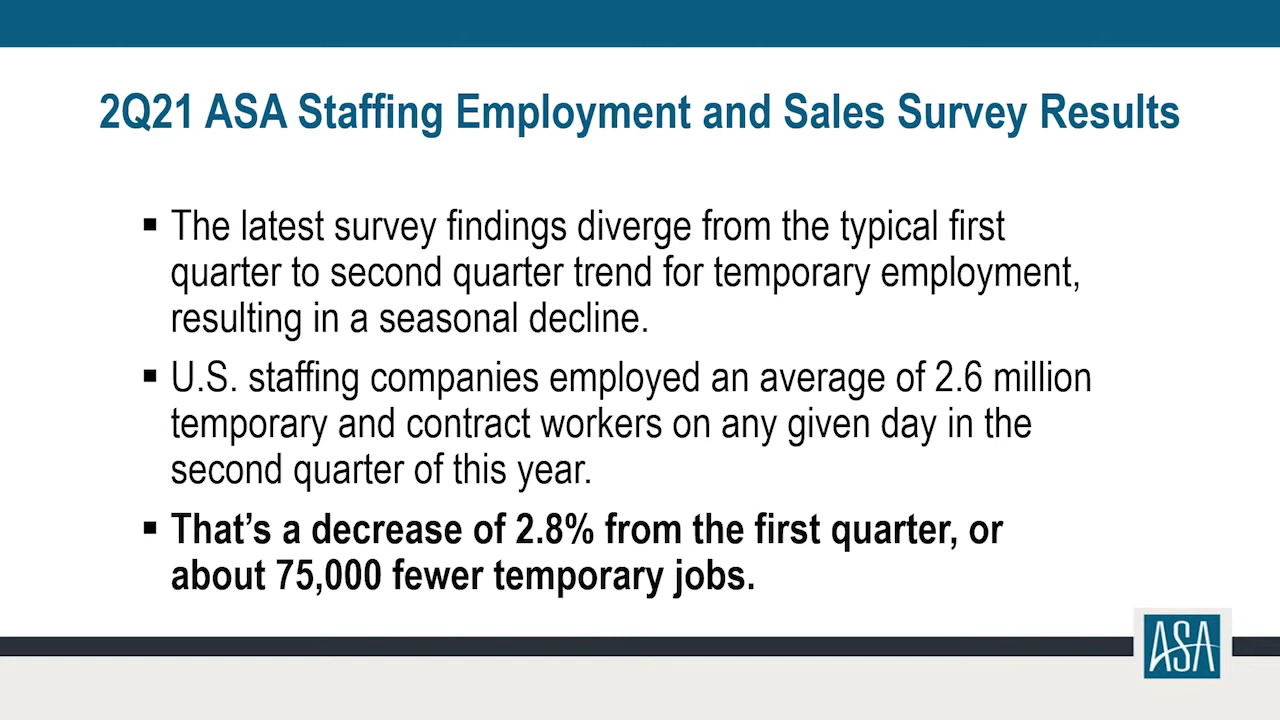 2Q21 ASA Staffing Employment and Sales Survey Results
▪ The latest survey findings diverge from the typical first
quarter to second quarter trend for temporary employment,
resulting in a seasonal decline.
▪ U.S. staffing companies employed an average of 2.6 million
temporary and contract workers on any given day in the
second quarter of this year.
▪ That’s a decrease of 2.8% from the first quarter, or
about 75,000 fewer temporary jobs.
ASA